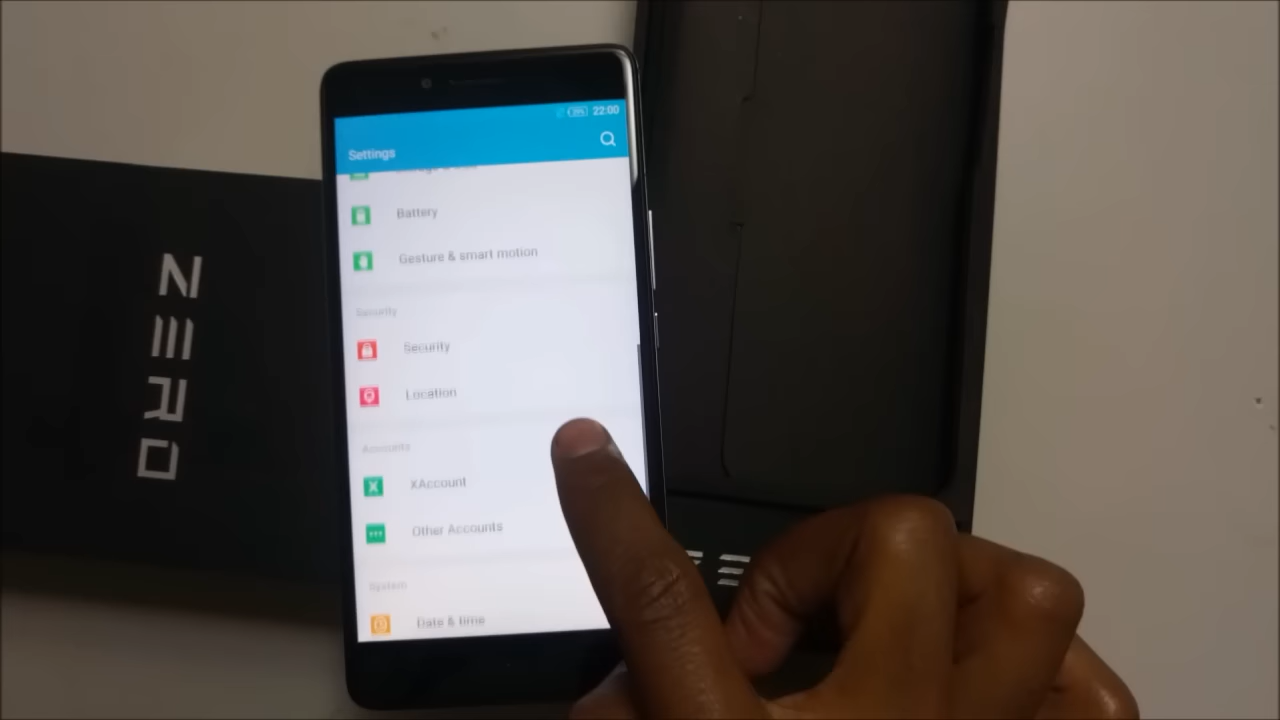 22:00
Settings
Battery
Gesture & smart motion
Security
Security
Location
Accounts
XAccount
Other Accounts
System
Date & time
ZERO